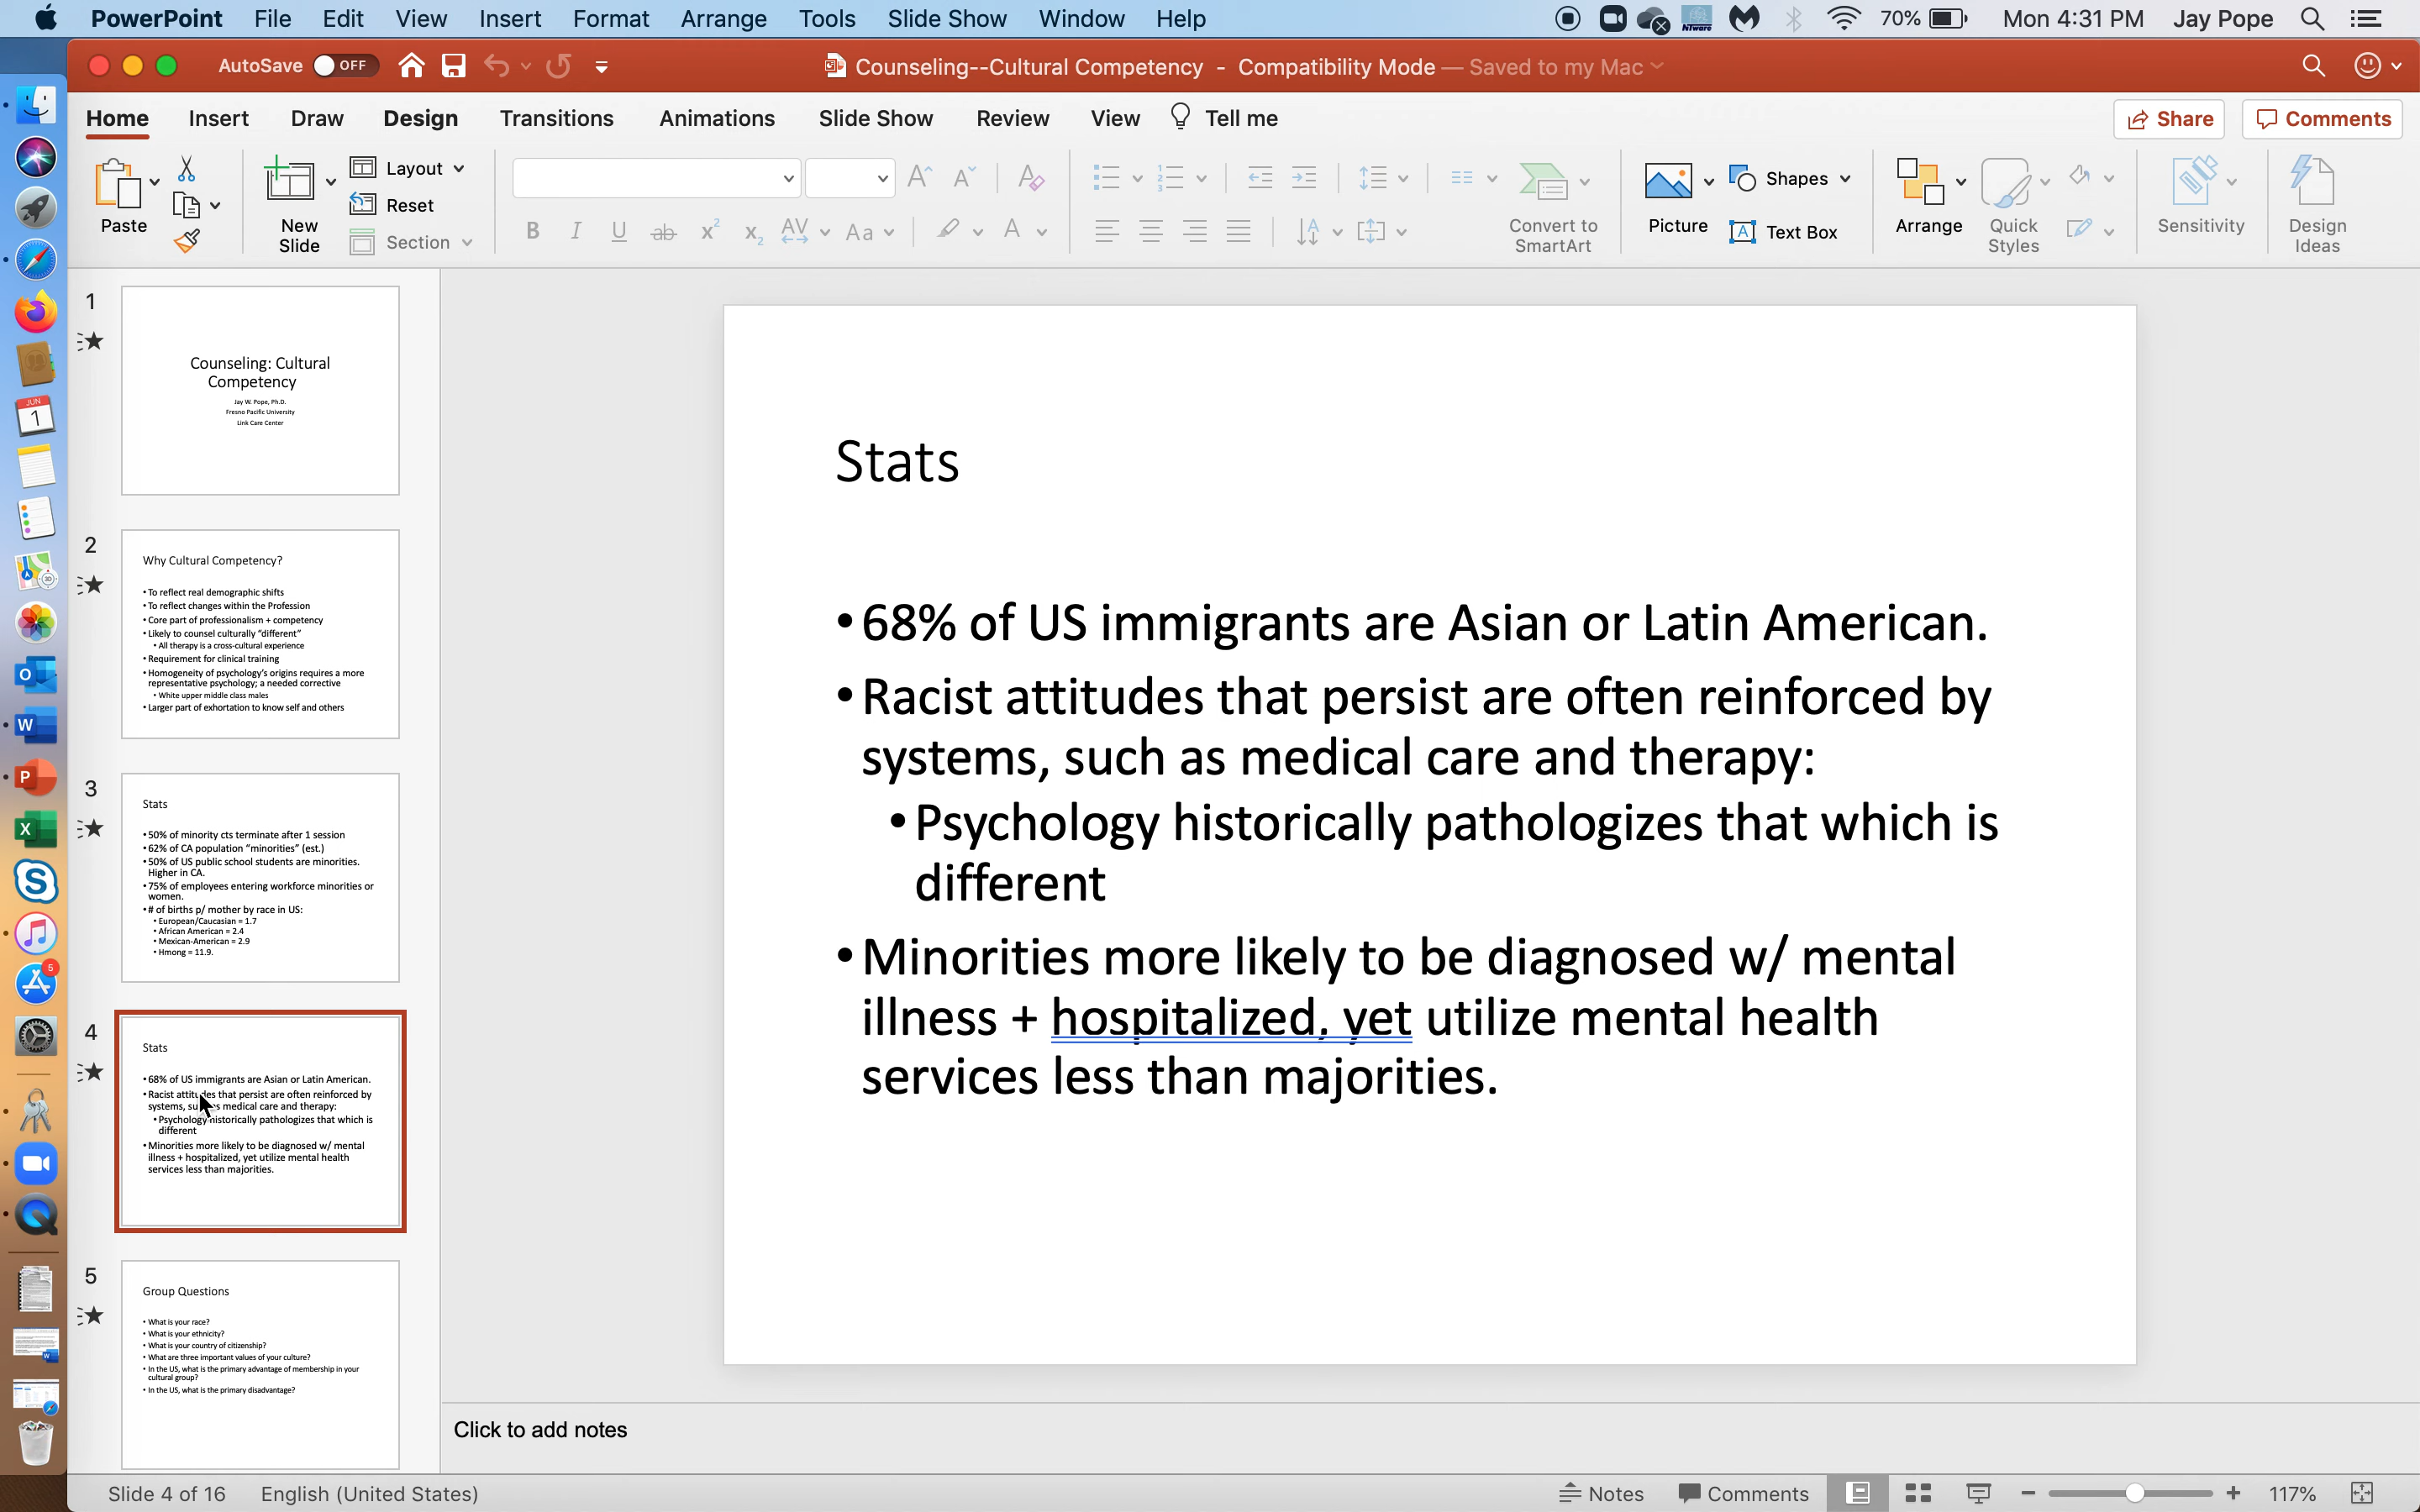 PowerPoint File Edit View Insert Format Arrange Tools Slide Show Window Help
NTware 70% Mon 4:31 PM Jay Pope
AutoSave OFF
Counseling--Cultural Competency - Compatibility Mode — Saved to my Mac
Home Insert Draw Design Transitions Animations Slide Show Review View Tell me
Share Comments
Paste
New Slide
Layout
Reset
Section
Convert to SmartArt
Picture
Shapes
Text Box
Arrange
Quick Styles
Sensitivity
Design Ideas
1
Counseling: Cultural
Competency
Jay W. Pope, Ph.D.
Fresno Pacific University
Link Care Center
2
Why Cultural Competency?
• To reflect real demographic shifts
• To reflect changes within the Profession
• Core part of professionalism + competency
• Likely to counsel culturally "different"
• All therapy is a cross-cultural experience
• Requirement for clinical training
• Homogeneity of psychology's origins requires a more
representative psychology; a needed corrective
• White upper middle class males
• Larger part of exhortation to know self and others
3
Stats
• 50% of minority cts terminate after 1 session
• 62% of CA population "minorities" (est.)
• 50% of US public school students are minorities.
Higher in CA.
• 75% of employees entering workforce minorities or
women.
• # of births p/ mother by race in US:
• European/Caucasian = 1.7
• African American = 2.4
• Mexican-American = 2.9
• Hmong = 11.9.
4
Stats
• 68% of US immigrants are Asian or Latin American.
• Racist attitudes that persist are often reinforced by
systems, such as medical care and therapy:
• Psychology historically pathologizes that which is
different
• Minorities more likely to be diagnosed w/ mental
illness + hospitalized, yet utilize mental health
services less than majorities.
5
Group Questions
• What is your race?
• What is your ethnicity?
• What is your country of citizenship?
• What are three important values of your culture?
• In the US, what is the primary advantage of membership in your
cultural group?
• In the US, what is the primary disadvantage?
Stats
• 68% of US immigrants are Asian or Latin American.
• Racist attitudes that persist are often reinforced by
systems, such as medical care and therapy:
• Psychology historically pathologizes that which is
different
• Minorities more likely to be diagnosed w/ mental
illness + hospitalized, yet utilize mental health
services less than majorities.
Click to add notes
Slide 4 of 16 English (United States)
Notes Comments 117%
JUN
1
5